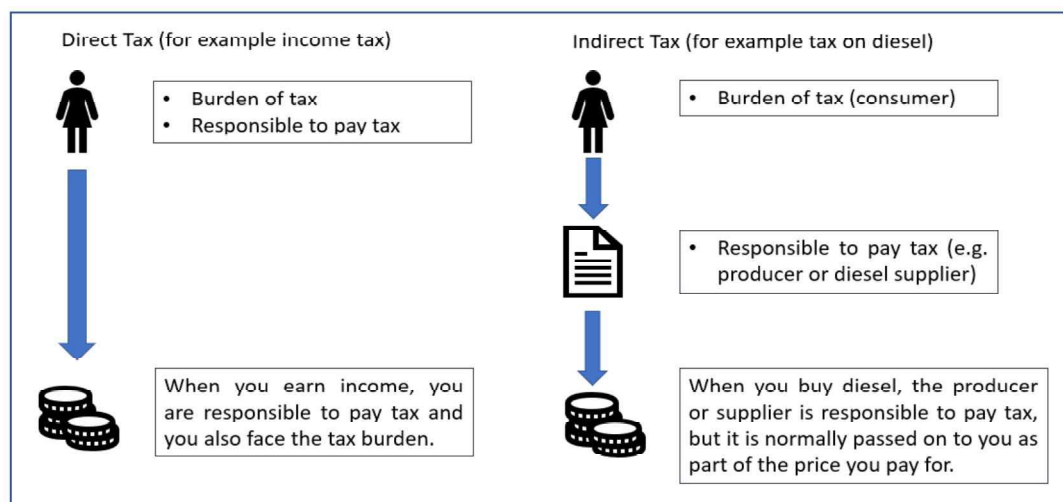 Direct Tax (for example income tax)
• Burden of tax
• Responsible to pay tax
When you earn income, you
are responsible to pay tax and
you also face the tax burden.
Indirect Tax (for example tax on diesel)
• Burden of tax (consumer)
• Responsible to pay tax (e.g.
producer or diesel supplier)
When you buy diesel, the producer
or supplier is responsible to pay tax,
but it is normally passed on to you as
part of the price you pay for.